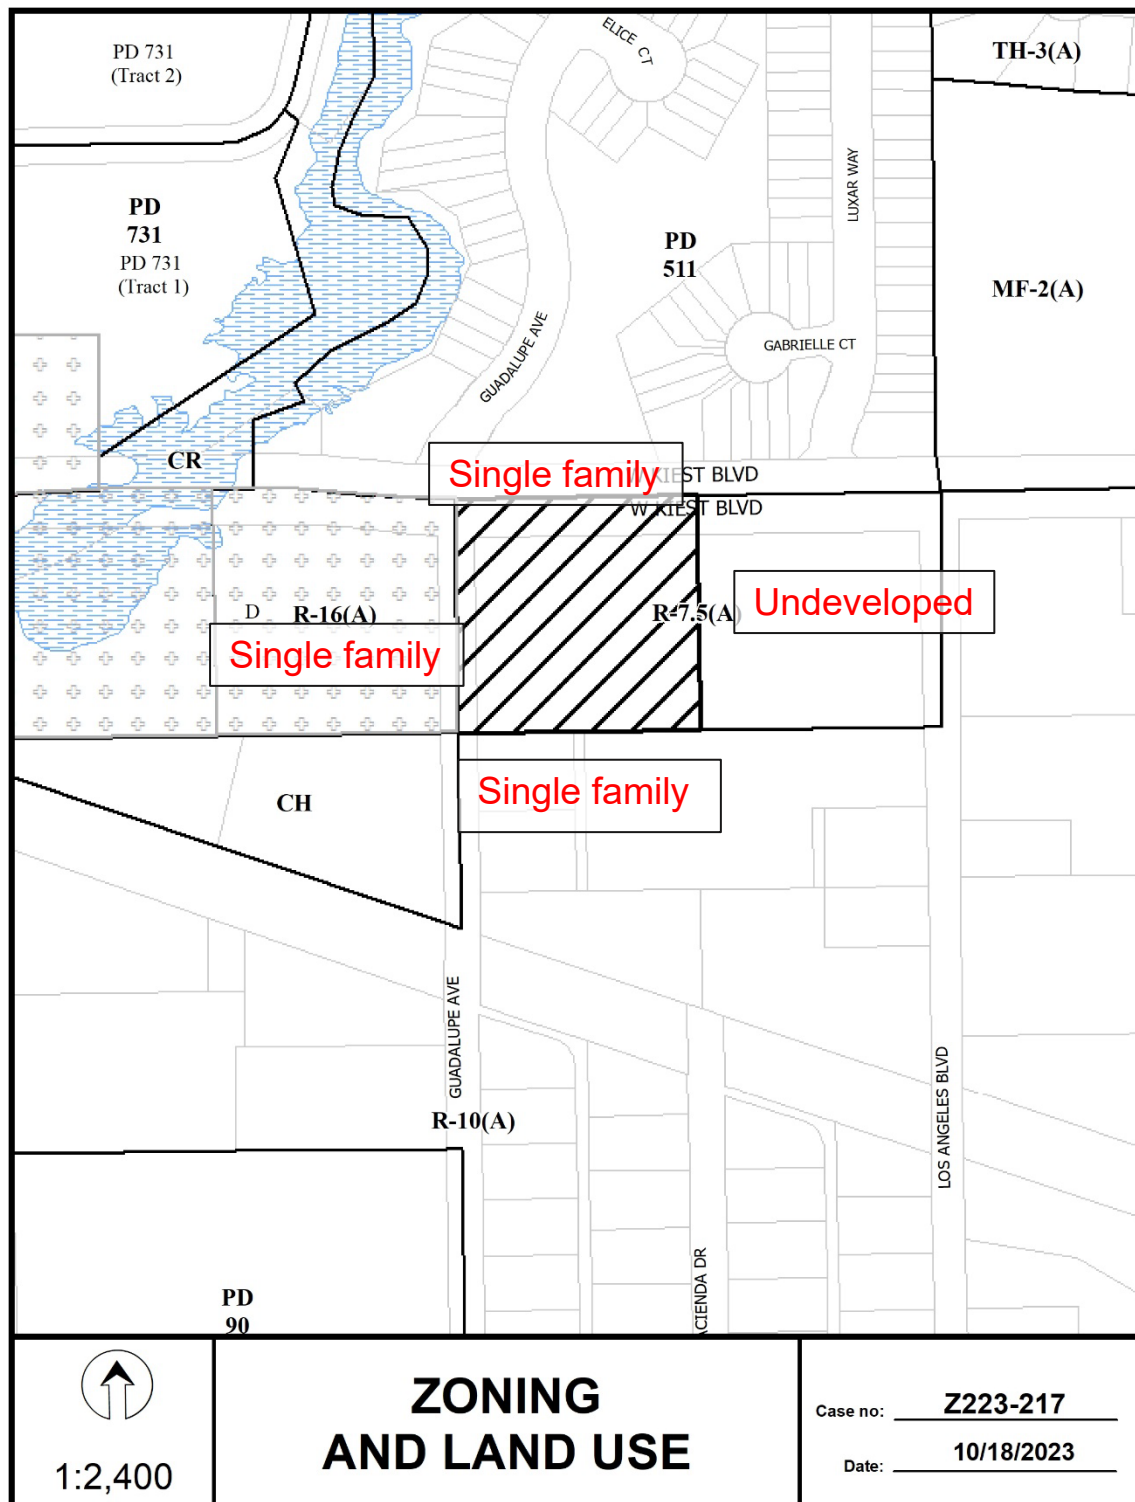 ELICE CT
PD 731
(Tract 2)
TH-3(A)
LUXAR WAY
PD
731
PD 731
(Tract 1)
PD
511
MF-2(A)
GUADALUPE AVE
GABRIELLE CT
CR
Single family
W KIEST BLVD
W KIEST BLVD
D
R-16(A)
R-7.5(A)
Undeveloped
Single family
Single family
CH
GUADALUPE AVE
LOS ANGELES BLVD
R-10(A)
ACIENDA DR
PD
90
1:2,400
ZONING
AND LAND USE
Case no: Z223-217
Date: 10/18/2023